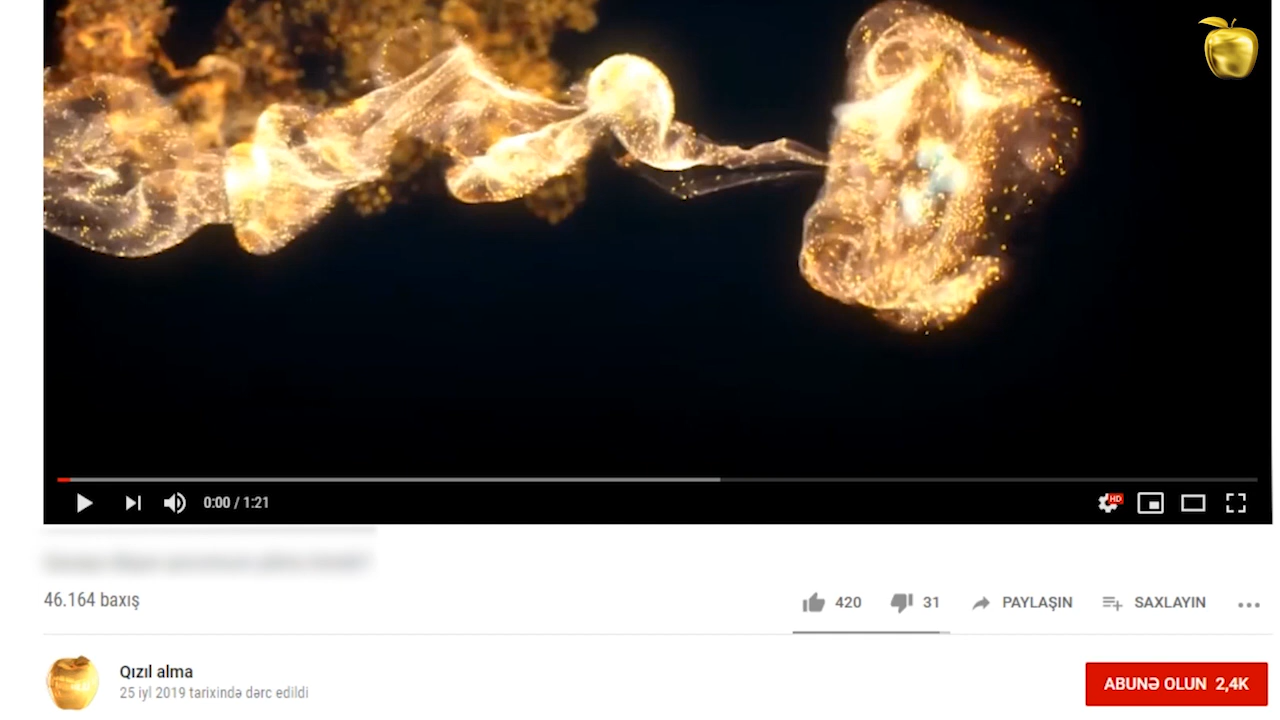 0:00 / 1:21
HD
46.164 baxış
420
31
PAYLAŞIN
SAXLAYIN
Qızıl alma
25 iyl 2019 tarixində dərc edildi
ABUNƏ OLUN 2,4K